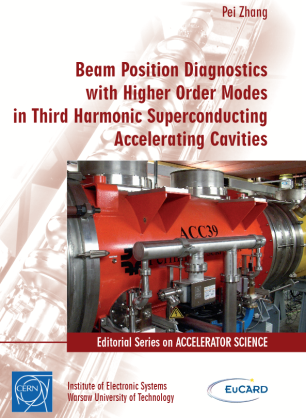 Pei Zhang
Beam Position Diagnostics
with Higher Order Modes
in Third Harmonic Superconducting
Accelerating Cavities
ACC39
Editorial Series on ACCELERATOR SCIENCE
CERN
Institute of Electronic Systems
Warsaw University of Technology
EuCARD